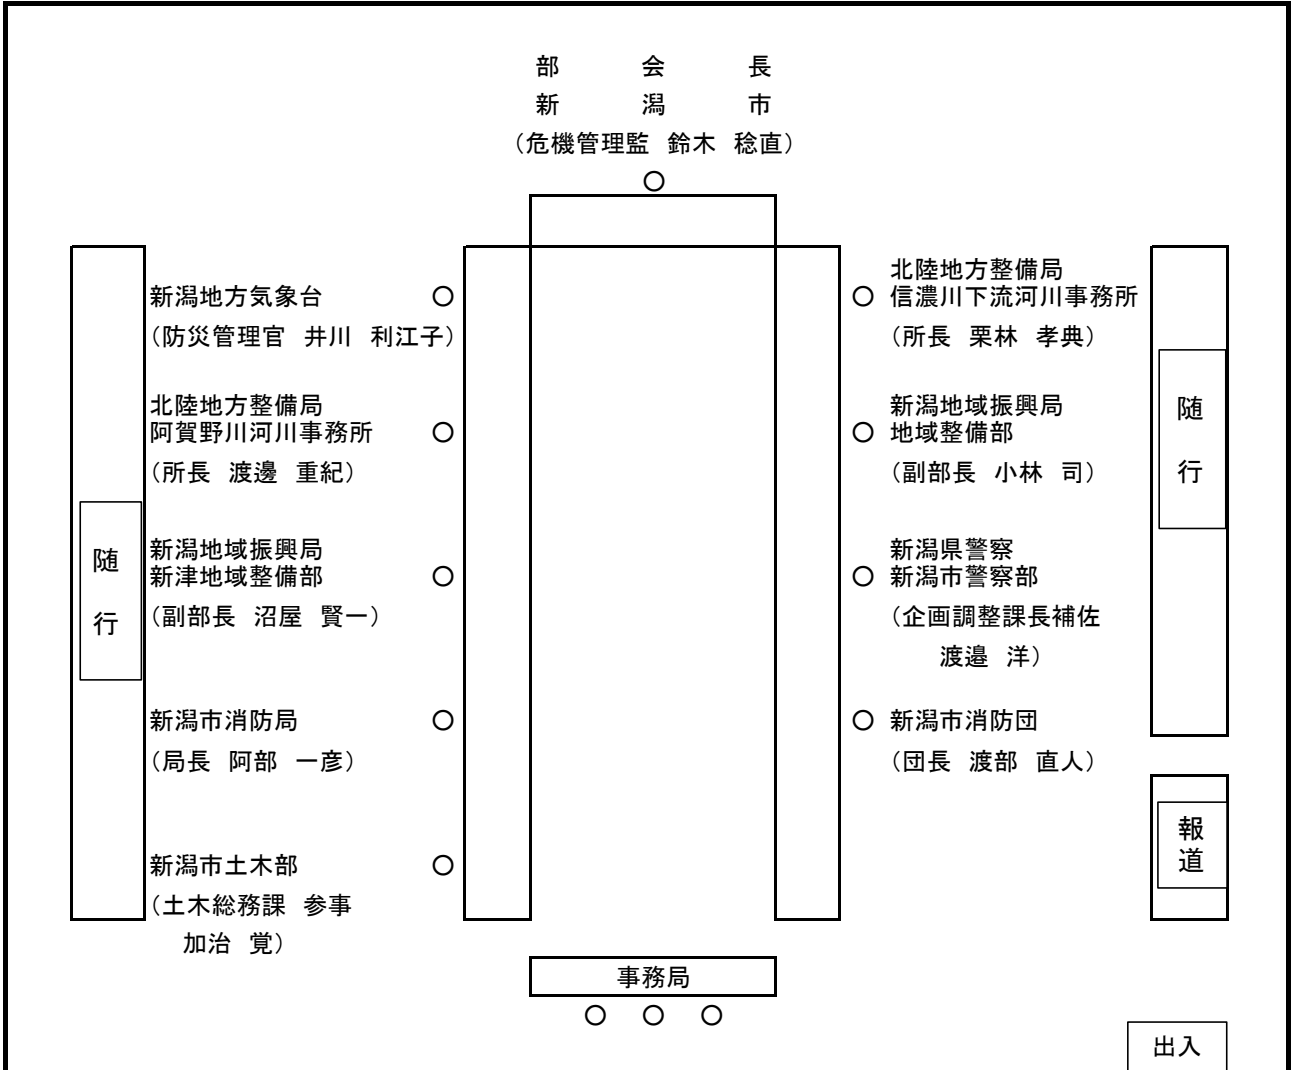 部　会　長
新　潟　市
（危機管理監 鈴木 稔直）
新潟地方気象台
（防災管理官 井川 利江子）
北陸地方整備局
阿賀野川河川事務所
（所長 渡邊 重紀）
新潟地域振興局
新津地域整備部
（副部長 沼屋 賢一）
新潟市消防局
（局長 阿部 一彦）
新潟市土木部
（土木総務課 参事
加治 覚）
随
行
北陸地方整備局
信濃川下流河川事務所
（所長 栗林 孝典）
新潟地域振興局
地域整備部
（副部長 小林 司）
新潟県警察
新潟市警察部
（企画調整課長補佐
渡邉 洋）
新潟市消防団
（団長 渡部 直人）
随
行
報
道
事務局
出入